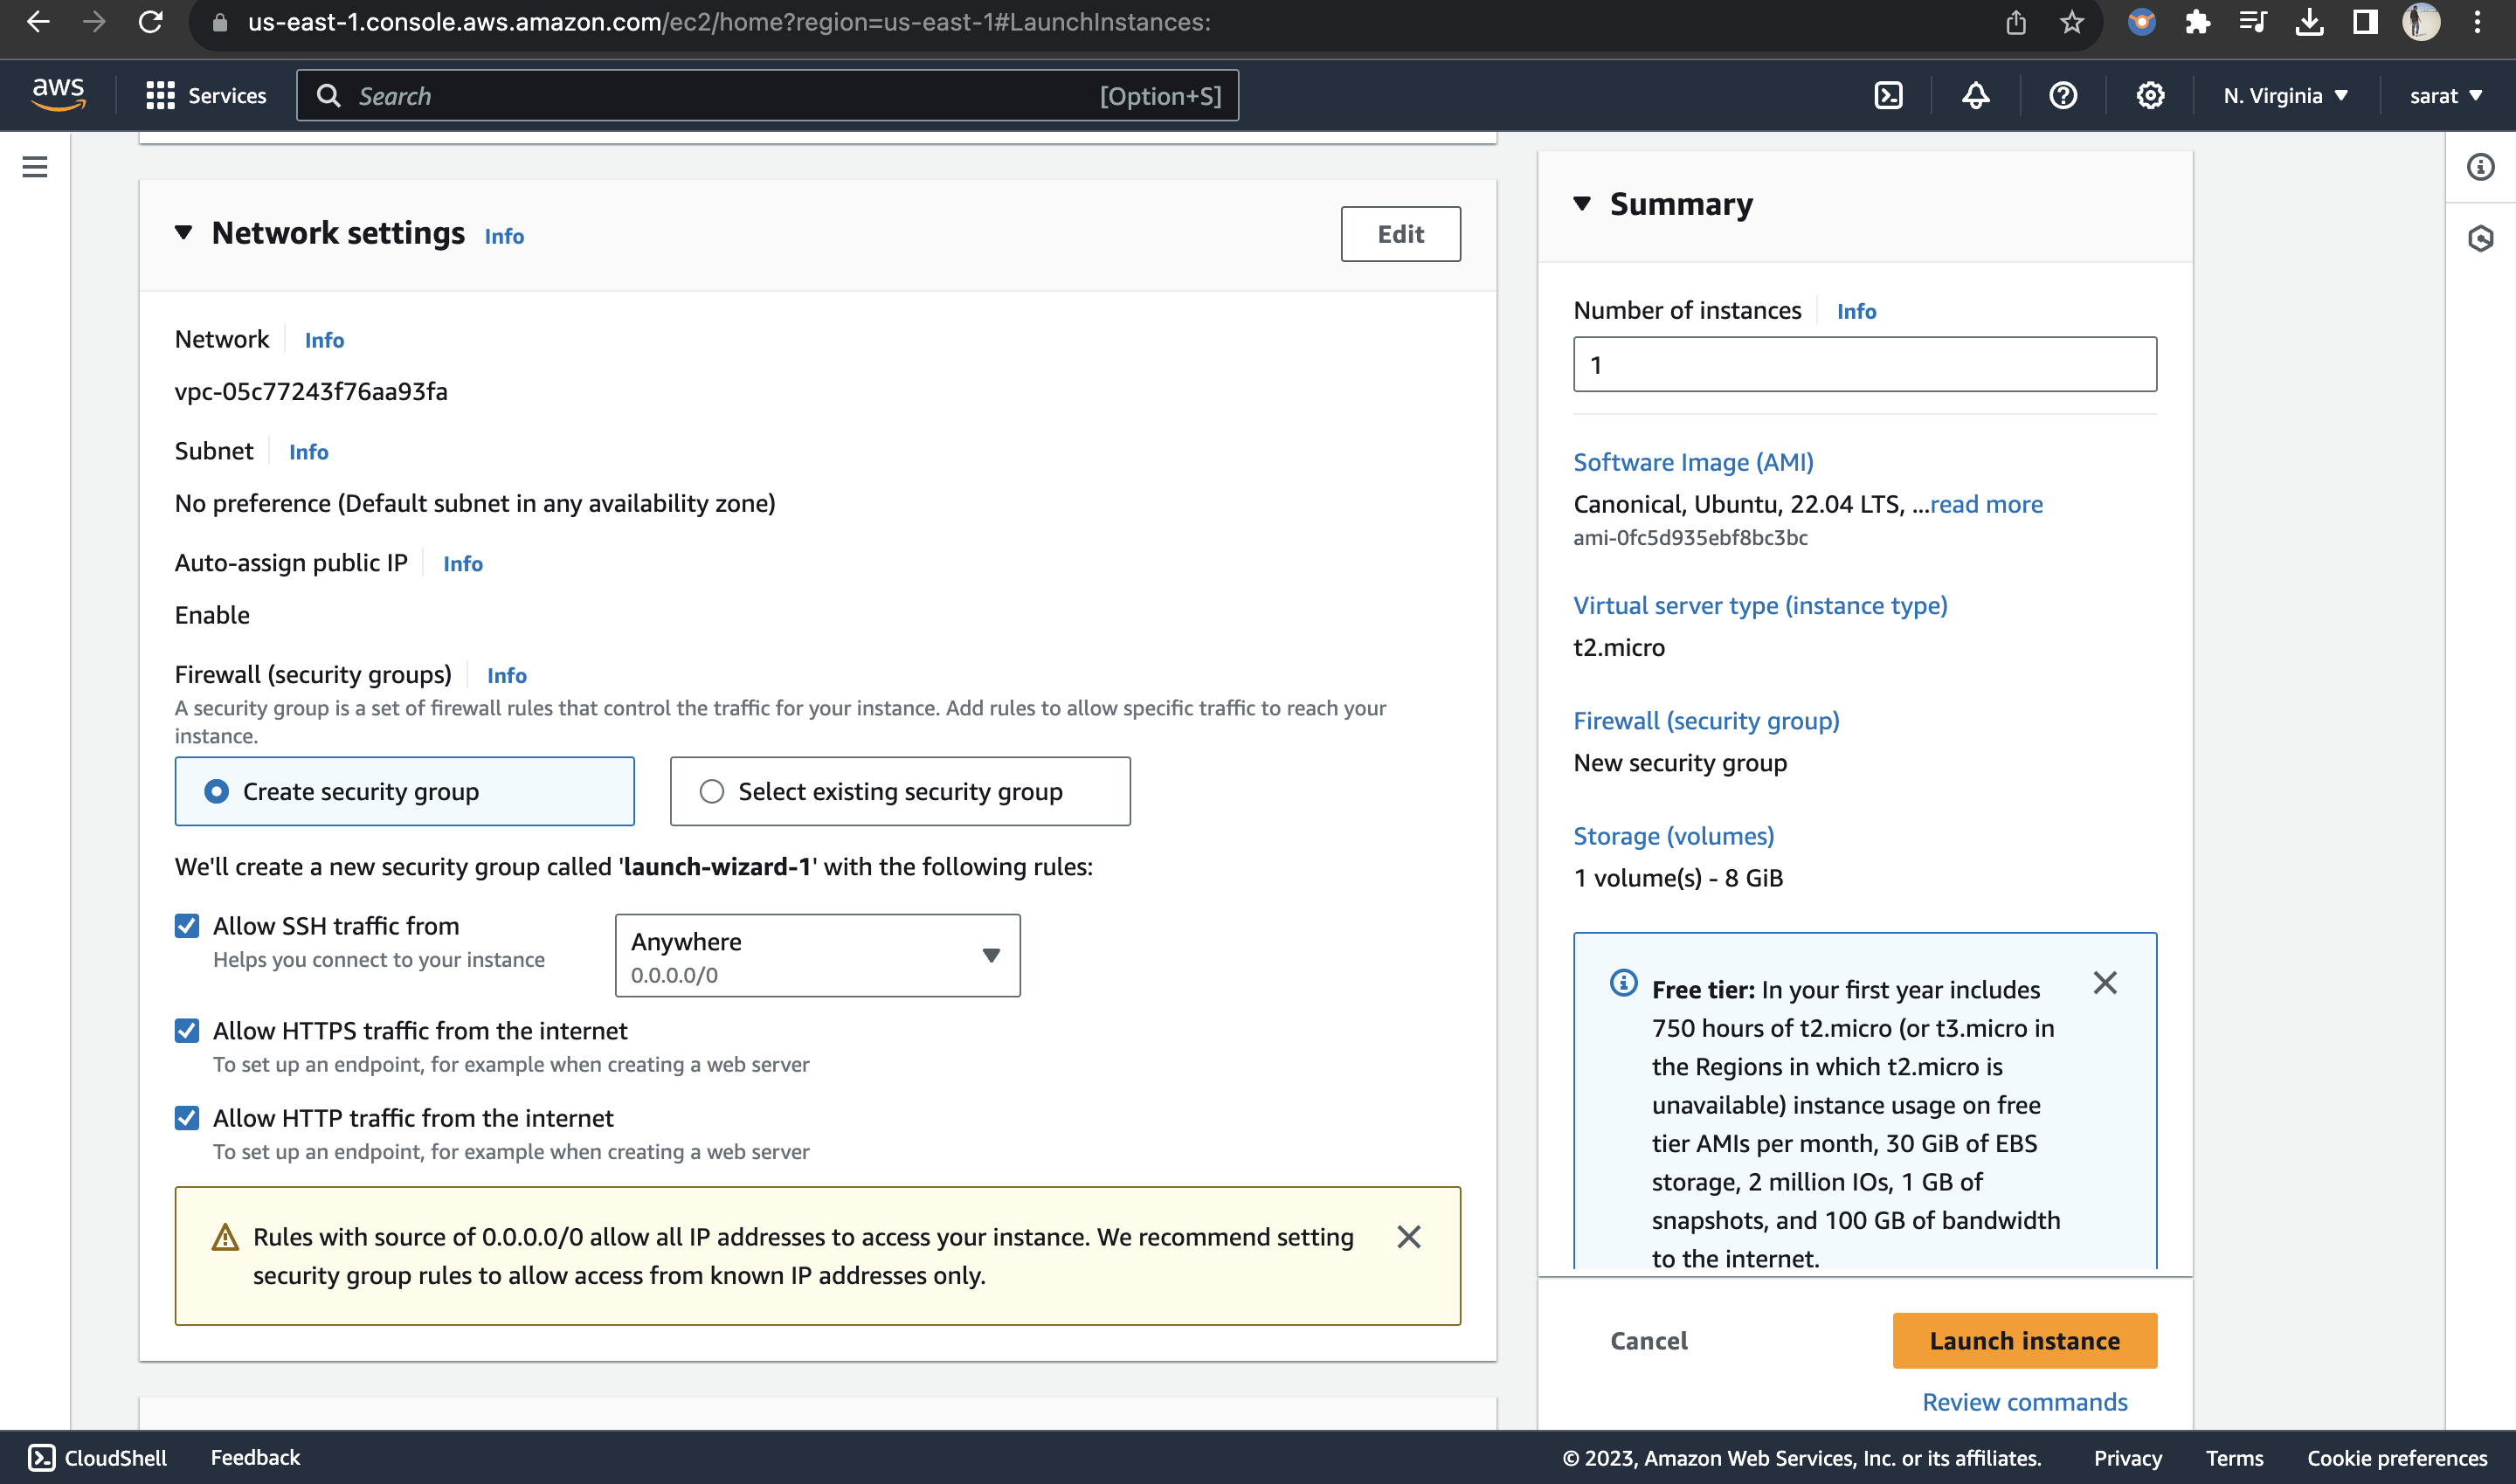 us-east-1.console.aws.amazon.com/ec2/home?region=us-east-1#LaunchInstances:
aws Services Search [Option+S] N. Virginia ▼ sarat ▼
Network settings Info Edit
Network Info
vpc-05c77243f76aa93fa
Subnet Info
No preference (Default subnet in any availability zone)
Auto-assign public IP Info
Enable
Firewall (security groups) Info
A security group is a set of firewall rules that control the traffic for your instance. Add rules to allow specific traffic to reach your
instance.
Create security group Select existing security group
We'll create a new security group called 'launch-wizard-1' with the following rules:
Allow SSH traffic from
Helps you connect to your instance
Anywhere
0.0.0.0/0
Allow HTTPS traffic from the internet
To set up an endpoint, for example when creating a web server
Allow HTTP traffic from the internet
To set up an endpoint, for example when creating a web server
Rules with source of 0.0.0.0/0 allow all IP addresses to access your instance. We recommend setting
security group rules to allow access from known IP addresses only.
Summary
Number of instances Info
1
Software Image (AMI)
Canonical, Ubuntu, 22.04 LTS, ...read more
ami-0fc5d935ebf8bc3bc
Virtual server type (instance type)
t2.micro
Firewall (security group)
New security group
Storage (volumes)
1 volume(s) - 8 GiB
Free tier: In your first year includes
750 hours of t2.micro (or t3.micro in
the Regions in which t2.micro is
unavailable) instance usage on free
tier AMIs per month, 30 GiB of EBS
storage, 2 million IOs, 1 GB of
snapshots, and 100 GB of bandwidth
to the internet.
Cancel Launch instance
Review commands
CloudShell Feedback © 2023, Amazon Web Services, Inc. or its affiliates. Privacy Terms Cookie preferences